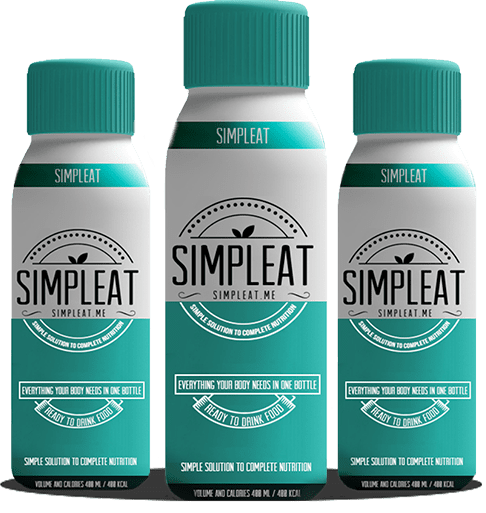 SIMPLEAT
SIMPLEAT
SIMPLEAT.ME
SIMPLE SOLUTION TO COMPLETE NUTRITION
EVERYTHING YOUR BODY NEEDS IN ONE BOTTLE
READY TO DRINK FOOD
SIMPLE SOLUTION TO COMPLETE NUTRITION
VOLUME AND CALORIES 400 ML / 400 KCAL
SIMPLEAT
SIMPLEAT
SIMPLEAT.ME
SIMPLE SOLUTION TO COMPLETE NUTRITION
EVERYTHING YOUR BODY NEEDS IN ONE BOTTLE
READY TO DRINK FOOD
SIMPLE SOLUTION TO COMPLETE NUTRITION
VOLUME AND CALORIES 400 ML / 400 KCAL
SIMPLEAT
SIMPLEAT
SIMPLEAT.ME
SIMPLE SOLUTION TO COMPLETE NUTRITION
EVERYTHING YOUR BODY NEEDS IN ONE BOTTLE
READY TO DRINK FOOD
SIMPLE SOLUTION TO COMPLETE NUTRITION
VOLUME AND CALORIES 400 ML / 400 KCAL